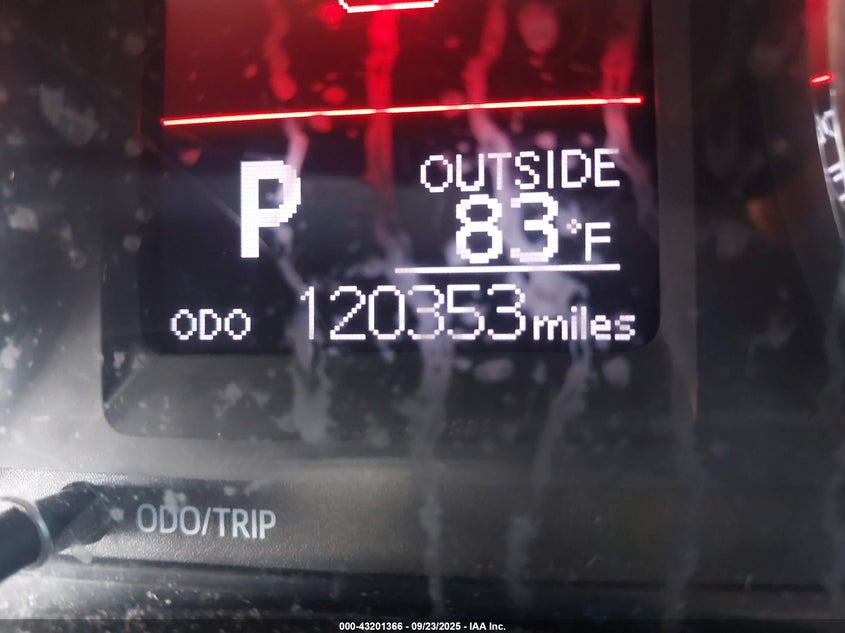 P
OUTSIDE
83°F
ODO 120353 miles
ODO/TRIP
000-43201366 - 09/23/2025 - IAA Inc.